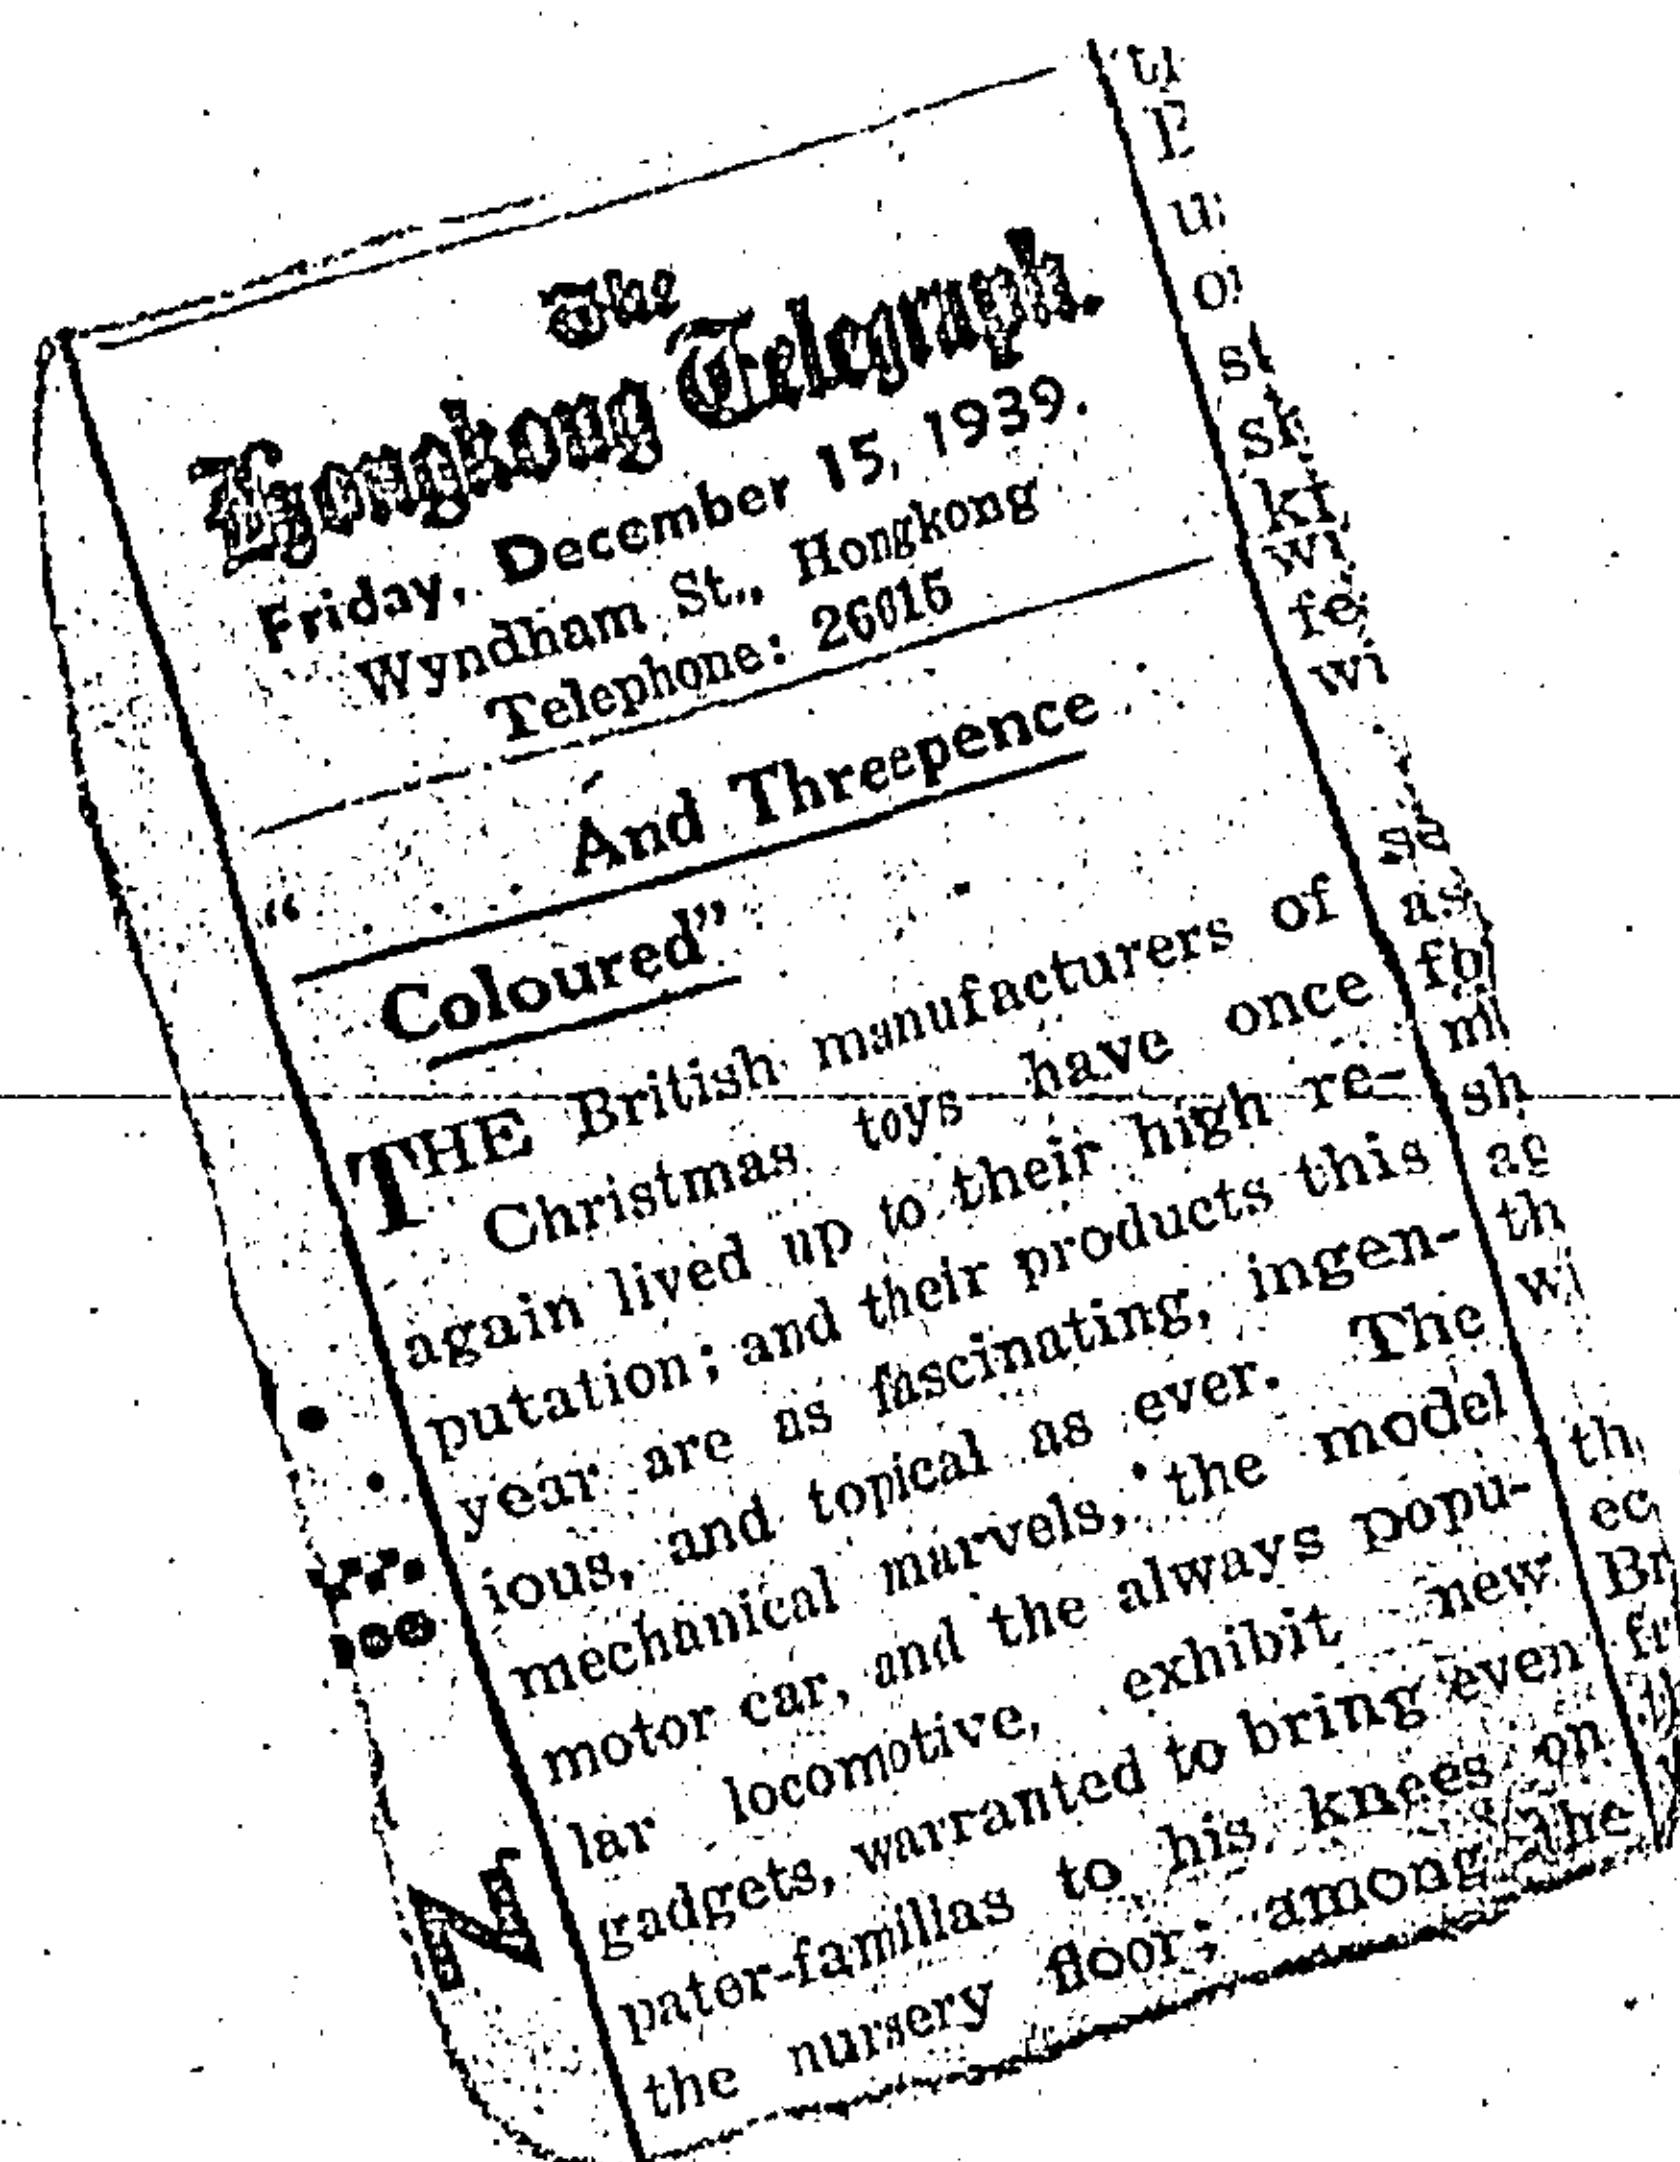 The
Hongkong Telegraph.
Friday, December 15, 1939.
Wyndham St., Hongkong
Telephone: 26615
“ . . . And Threepence
Coloured”
THE British manufacturers of
Christmas toys have once
again lived up to their high re-
putation; and their products this
year are as fascinating, ingen-
ious, and topical as ever. The
mechanical marvels, the model
motor car, and the always popu-
lar locomotive, exhibit new
gadgets, warranted to bring even
pater-familias to his knees on
the nursery floor; among the